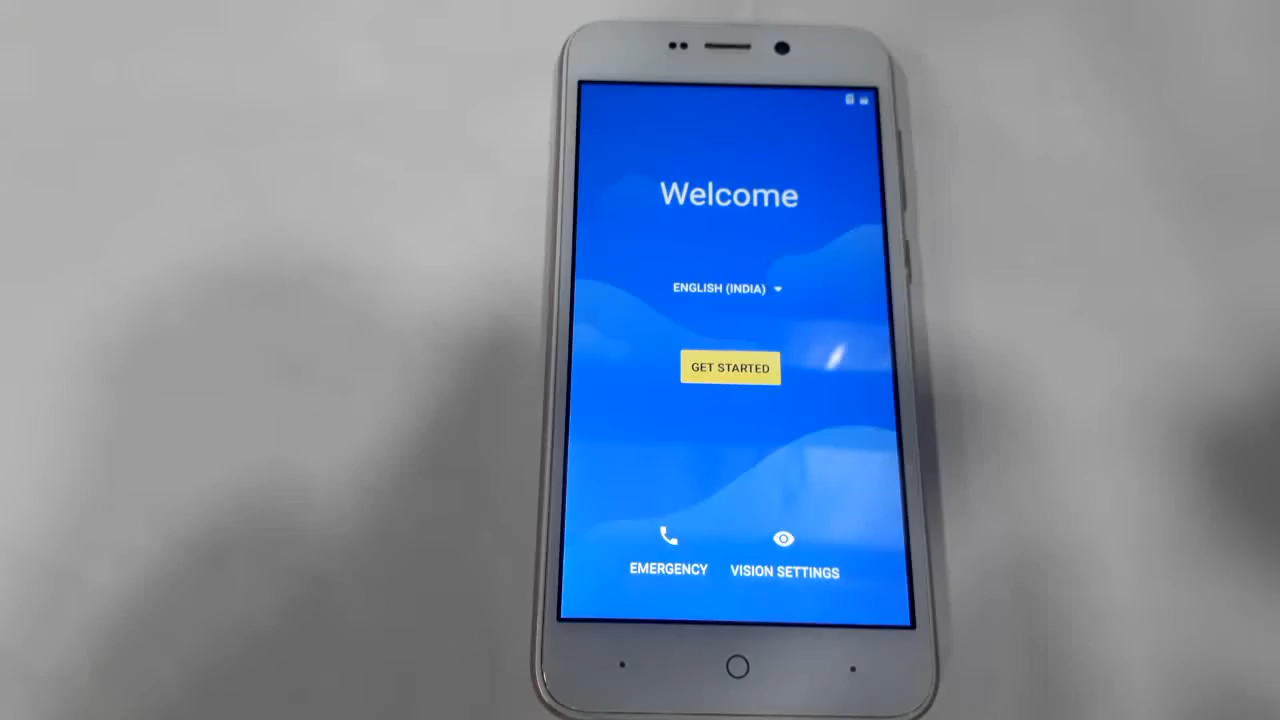 Welcome
ENGLISH (INDIA)
GET STARTED
EMERGENCY
VISION SETTINGS